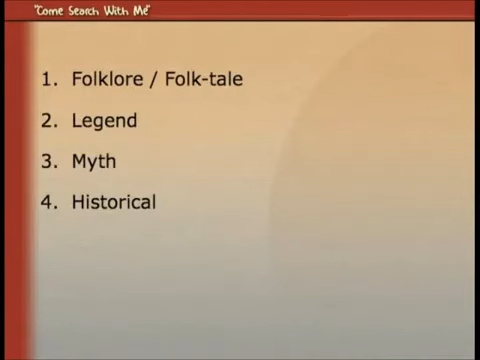 "Come Search With Me"
1. Folklore / Folk-tale
2. Legend
3. Myth
4. Historical